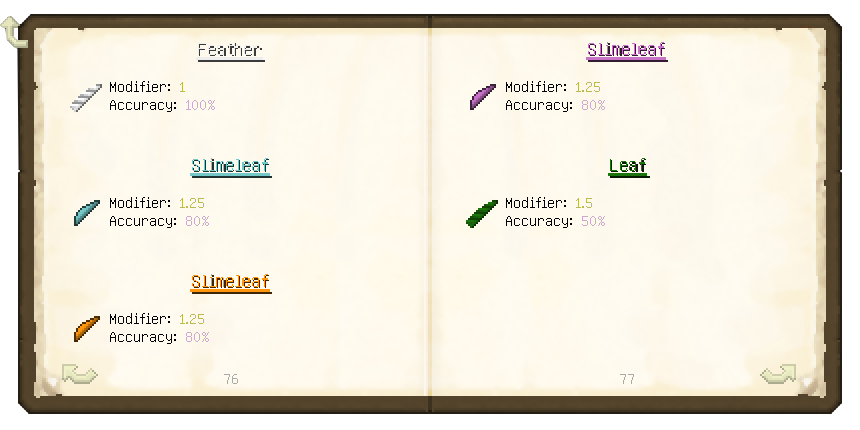 Feather
Modifier: 1
Accuracy: 100%
Slimeleaf
Modifier: 1.25
Accuracy: 80%
Slimeleaf
Modifier: 1.25
Accuracy: 80%
76
Slimeleaf
Modifier: 1.25
Accuracy: 80%
Leaf
Modifier: 1.5
Accuracy: 50%
77